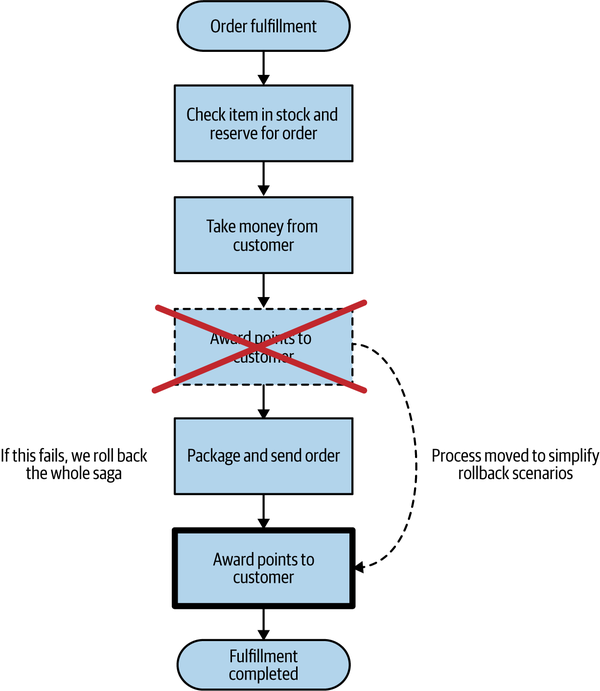 Order fulfillment
Check item in stock and
reserve for order
Take money from
customer
Award points to
customer
Package and send order
If this fails, we roll back
the whole saga
Process moved to simplify
rollback scenarios
Award points to
customer
Fulfillment
completed